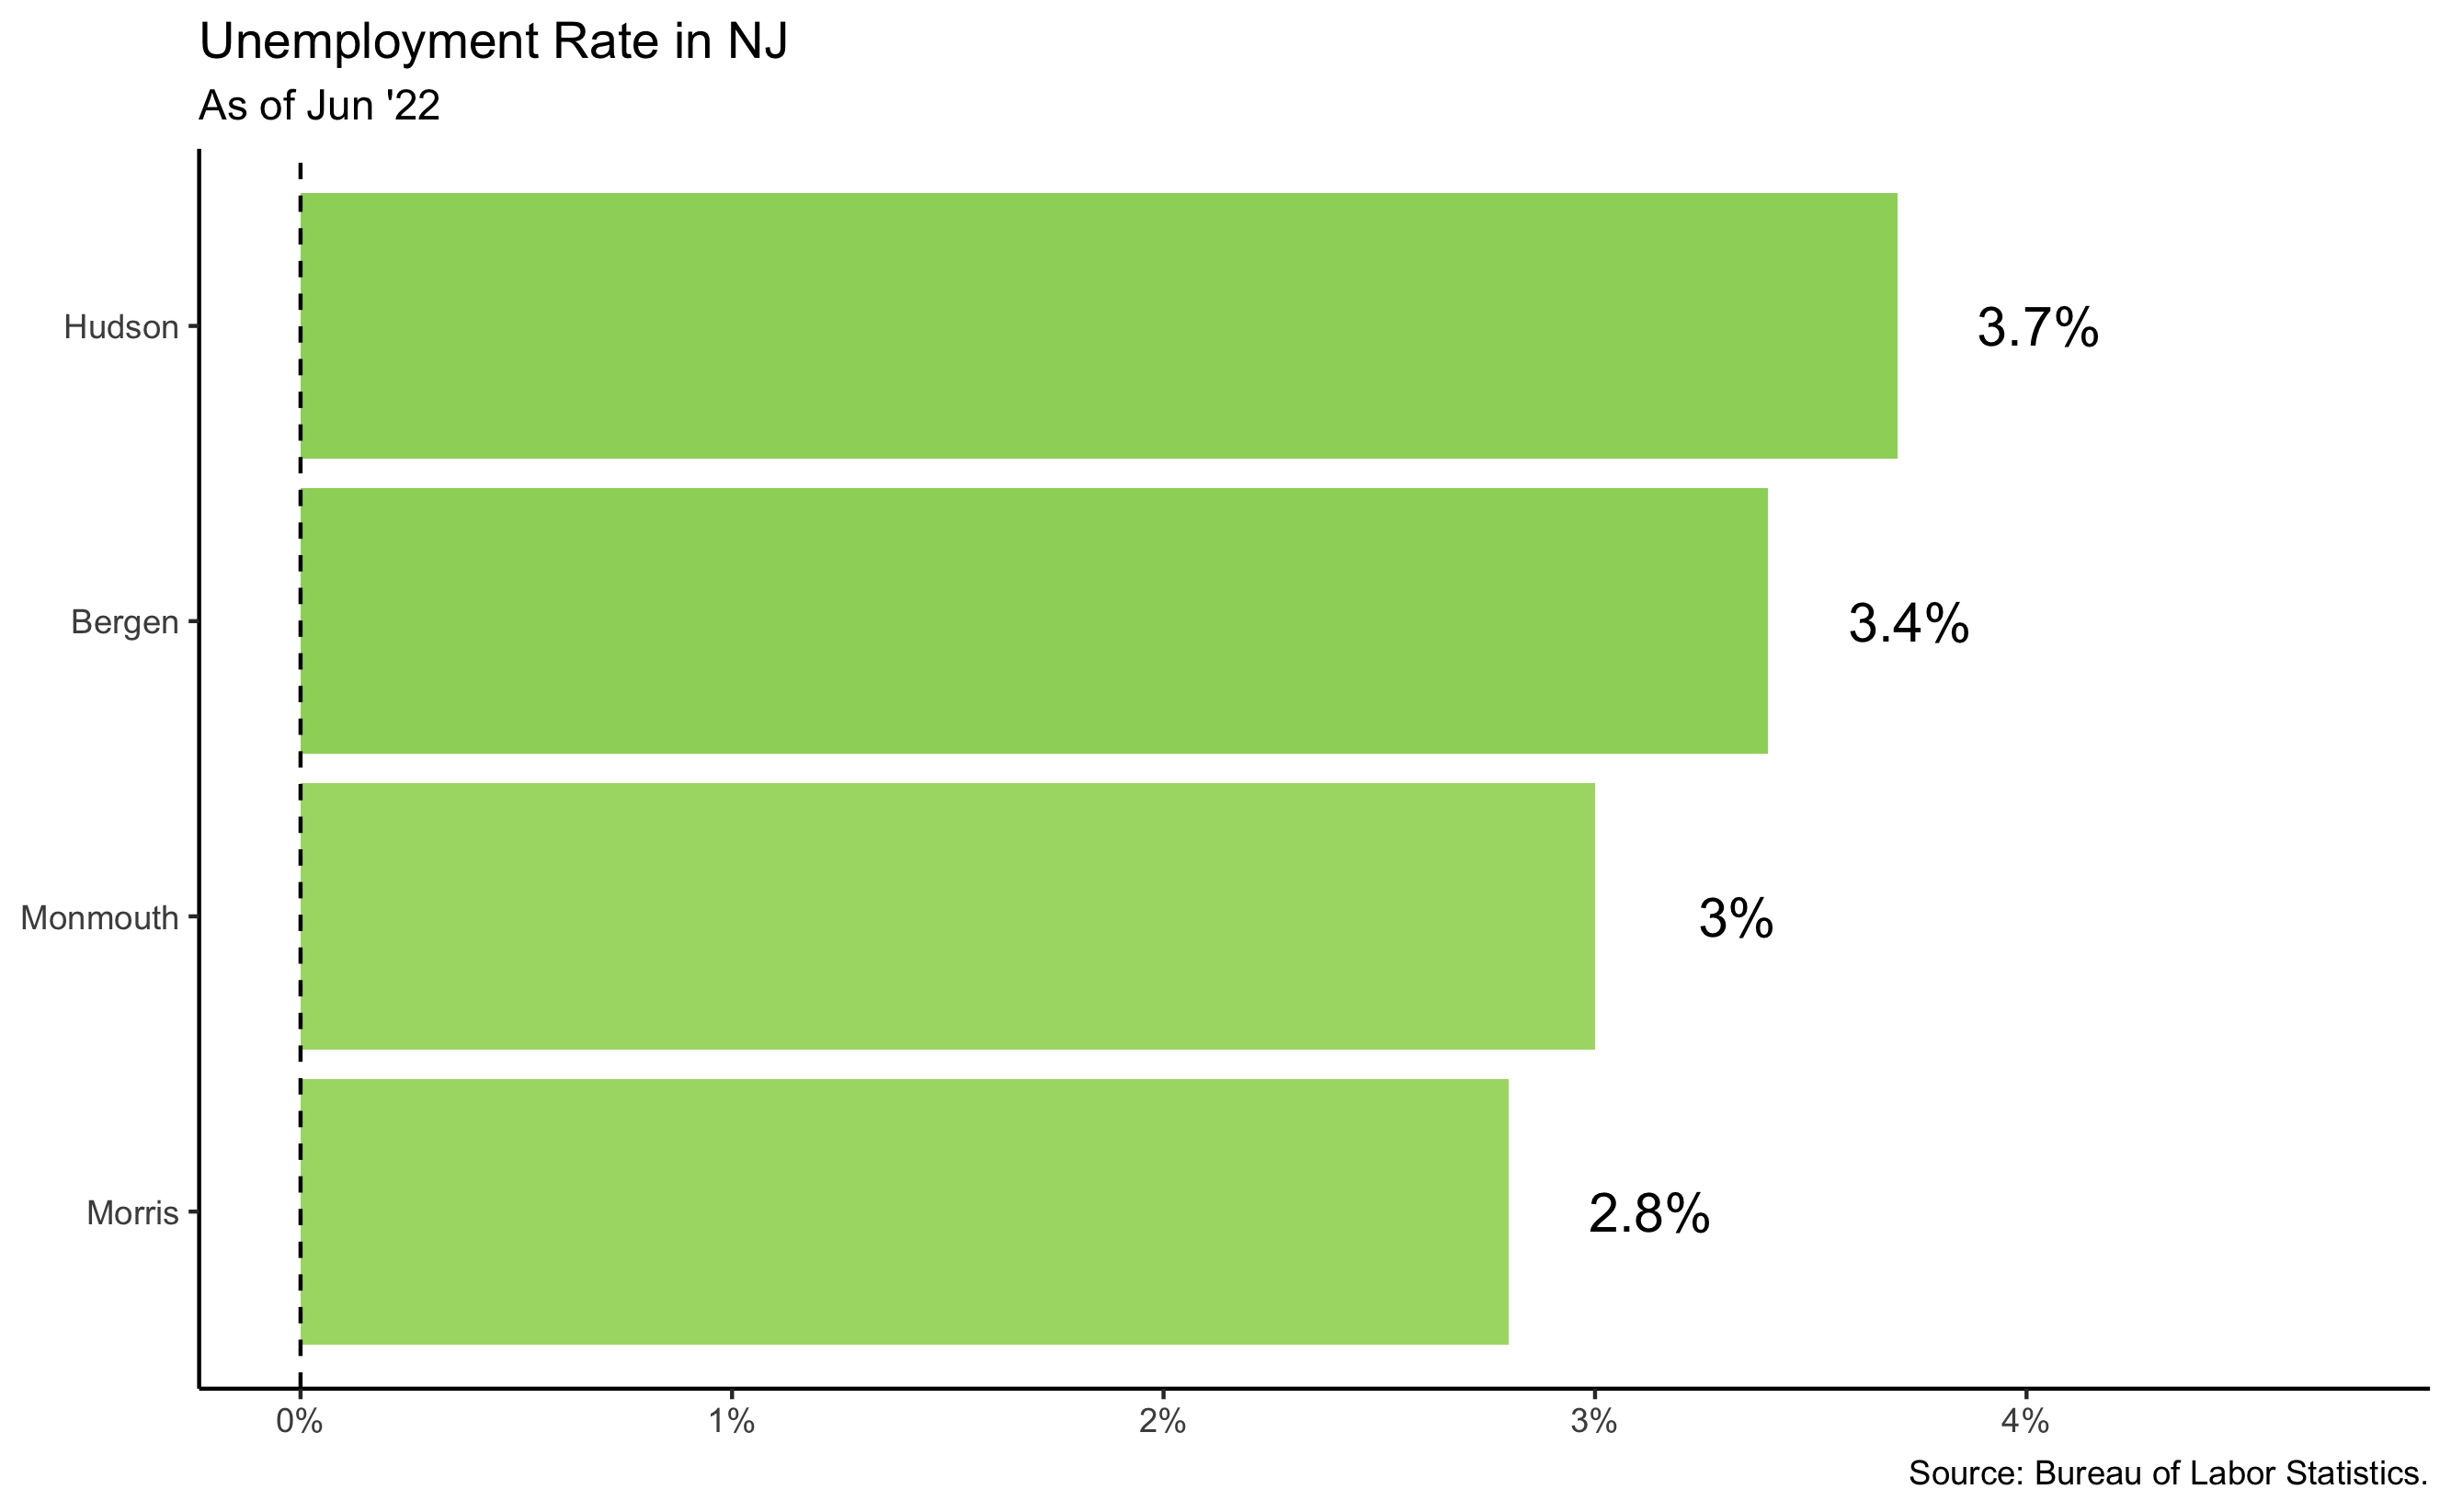 Unemployment Rate in NJ
As of Jun '22
Hudson
3.7%
Bergen
3.4%
Monmouth
3%
Morris
2.8%
0% 1% 2% 3% 4%
Source: Bureau of Labor Statistics.